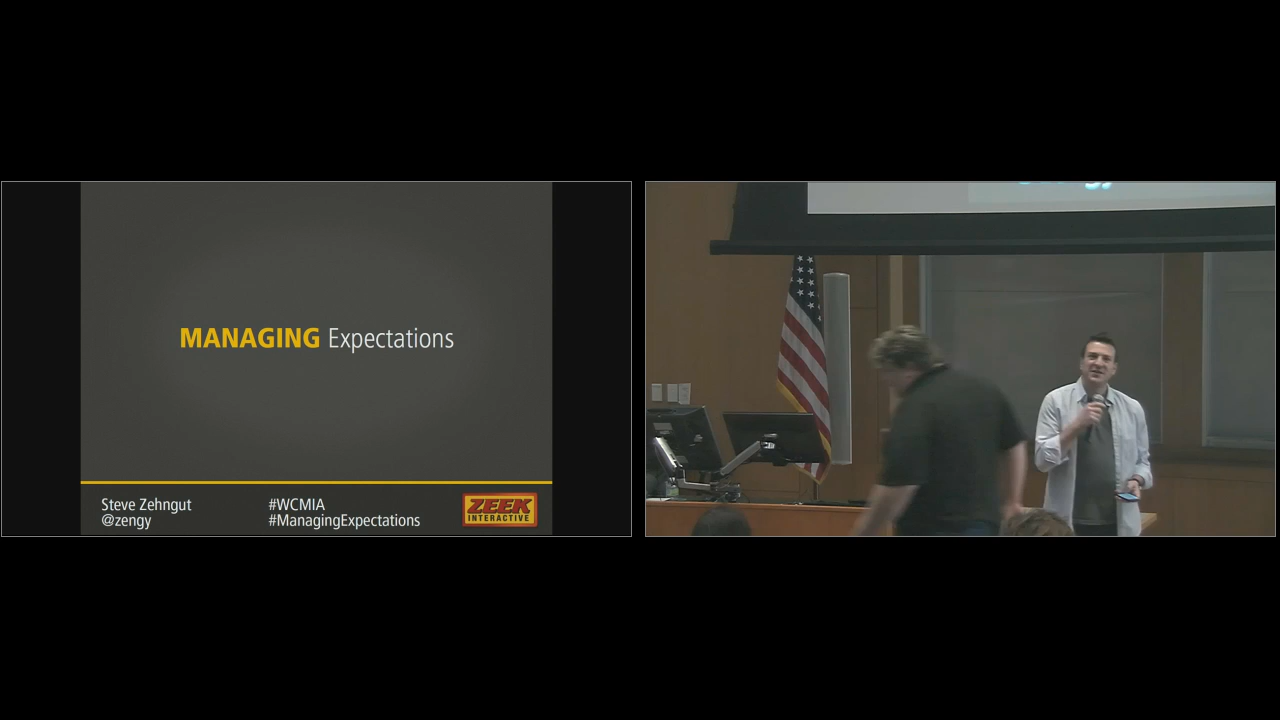 MANAGING Expectations
Steve Zehngut
@zengy
#WCMIA
#ManagingExpectations
ZEEK
INTERACTIVE